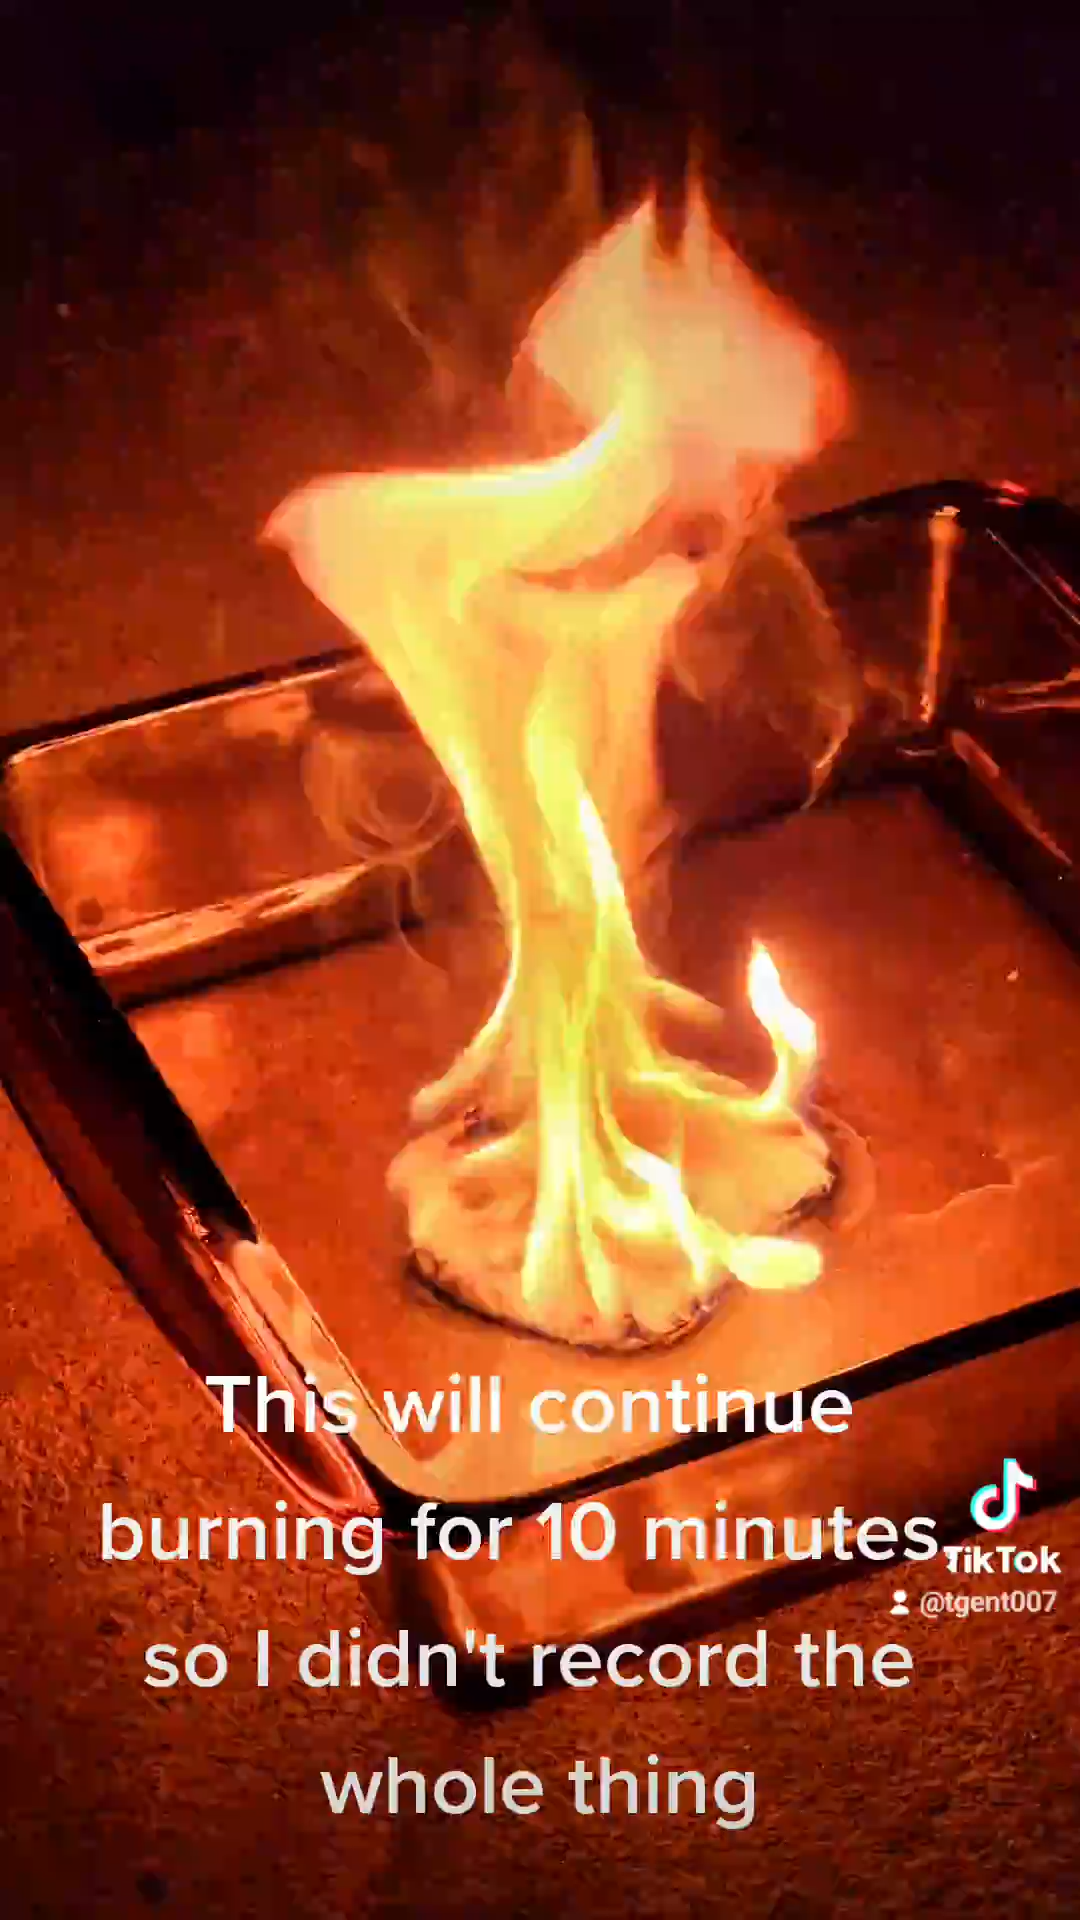 This will continue
burning for 10 minutes
so I didn't record the
whole thing
TikTok
@tgent007